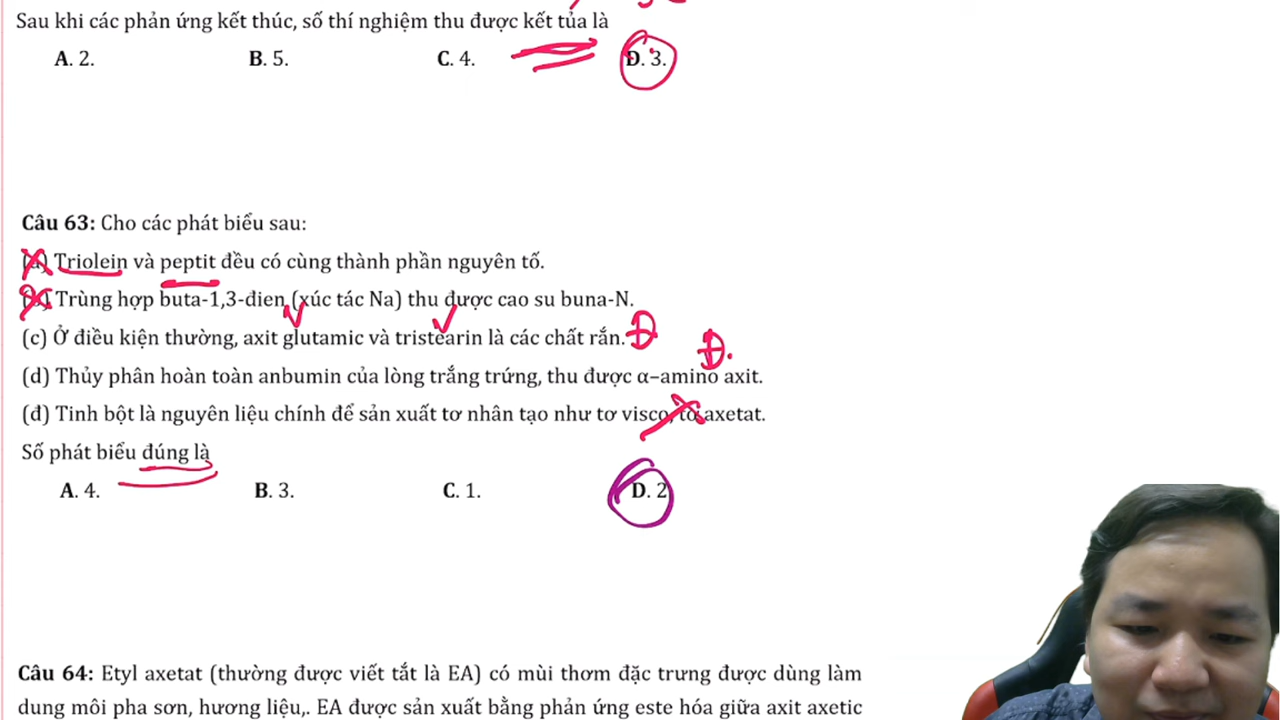 Sau khi các phản ứng kết thúc, số thí nghiệm thu được kết tủa là
A. 2. B. 5. C. 4. D. 3.
Câu 63: Cho các phát biểu sau:
(a) Triolein và peptit đều có cùng thành phần nguyên tố.
(b) Trùng hợp buta-1,3-đien (xúc tác Na) thu được cao su buna-N.
(c) Ở điều kiện thường, axit glutamic và tristearin là các chất rắn. Đ
(d) Thủy phân hoàn toàn anbumin của lòng trắng trứng, thu được α–amino axit. Đ.
(đ) Tinh bột là nguyên liệu chính để sản xuất tơ nhân tạo như tơ visco, tơ axetat.
Số phát biểu đúng là
A. 4. B. 3. C. 1. D. 2
Câu 64: Etyl axetat (thường được viết tắt là EA) có mùi thơm đặc trưng được dùng làm
dung môi pha sơn, hương liệu,. EA được sản xuất bằng phản ứng este hóa giữa axit axetic